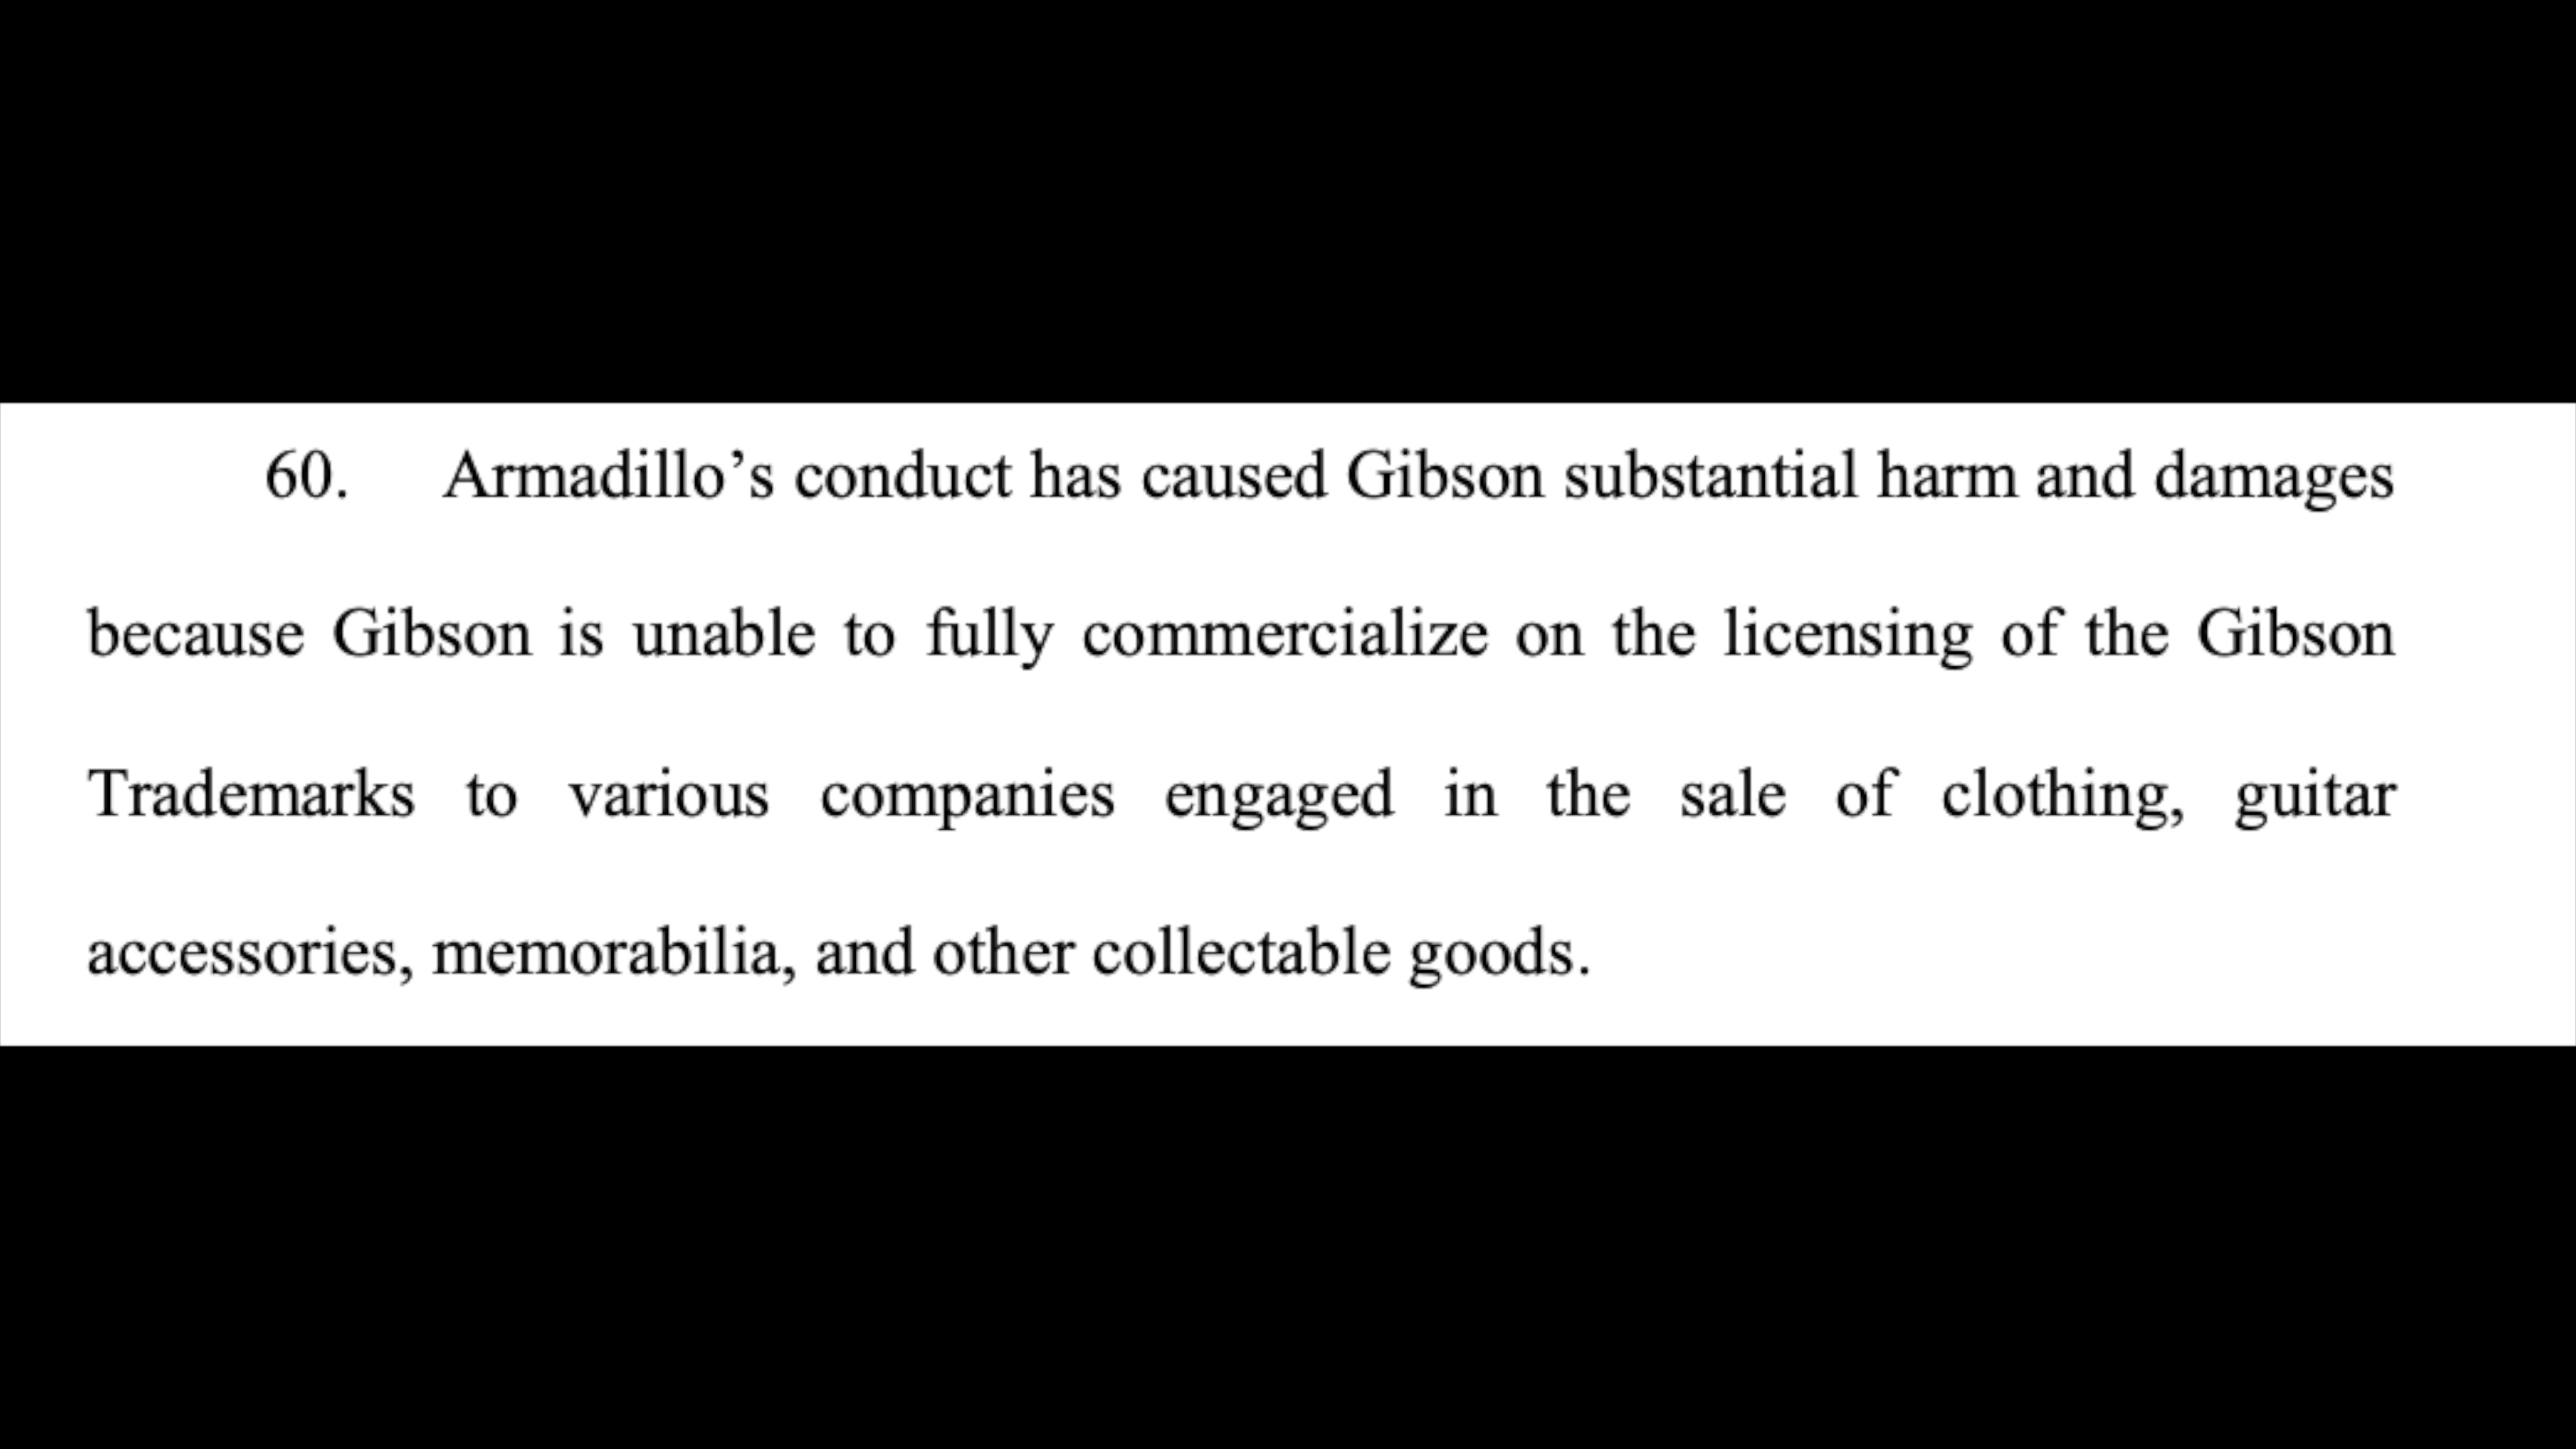 60. Armadillo’s conduct has caused Gibson substantial harm and damages
because Gibson is unable to fully commercialize on the licensing of the Gibson
Trademarks to various companies engaged in the sale of clothing, guitar
accessories, memorabilia, and other collectable goods.